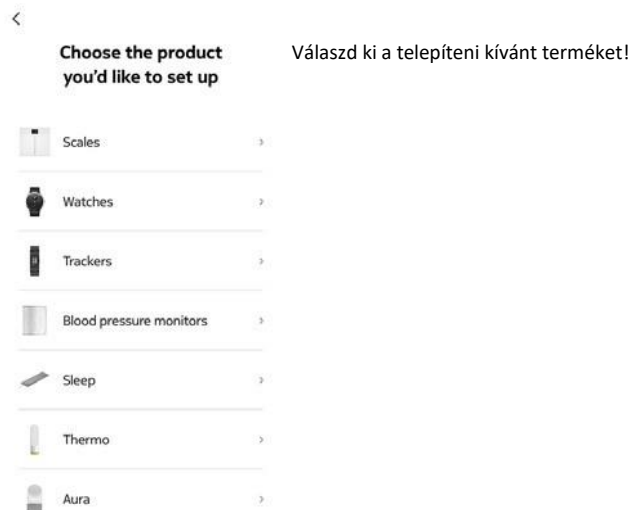 Choose the product
you'd like to set up
Válaszd ki a telepíteni kívánt terméket!
Scales
Watches
Trackers
Blood pressure monitors
Sleep
Thermo
Aura